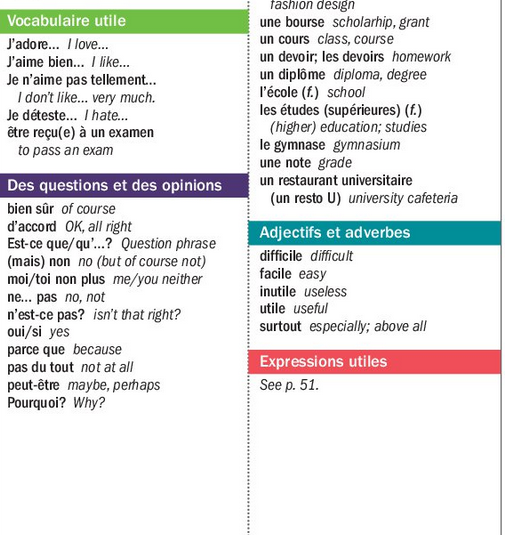 Vocabulaire utile
J'adore... I love...
J'aime bien... I like...
Je n'aime pas tellement...
I don't like... very much.
Je déteste... I hate...
être reçu(e) à un examen
to pass an exam
Des questions et des opinions
bien sûr of course
d'accord OK, all right
Est-ce que/qu'...? Question phrase
(mais) non no (but of course not)
moi/toi non plus me/you neither
ne... pas no, not
n'est-ce pas? isn't that right?
oui/si yes
parce que because
pas du tout not at all
peut-être maybe, perhaps
Pourquoi? Why?
fashion design
une bourse scholarhip, grant
un cours class, course
un devoir; les devoirs homework
un diplôme diploma, degree
l'école (f.) school
les études (supérieures) (f.)
(higher) education; studies
le gymnase gymnasium
une note grade
un restaurant universitaire
(un resto U) university cafeteria
Adjectifs et adverbes
difficile difficult
facile easy
inutile useless
utile useful
surtout especially; above all
Expressions utiles
See p. 51.